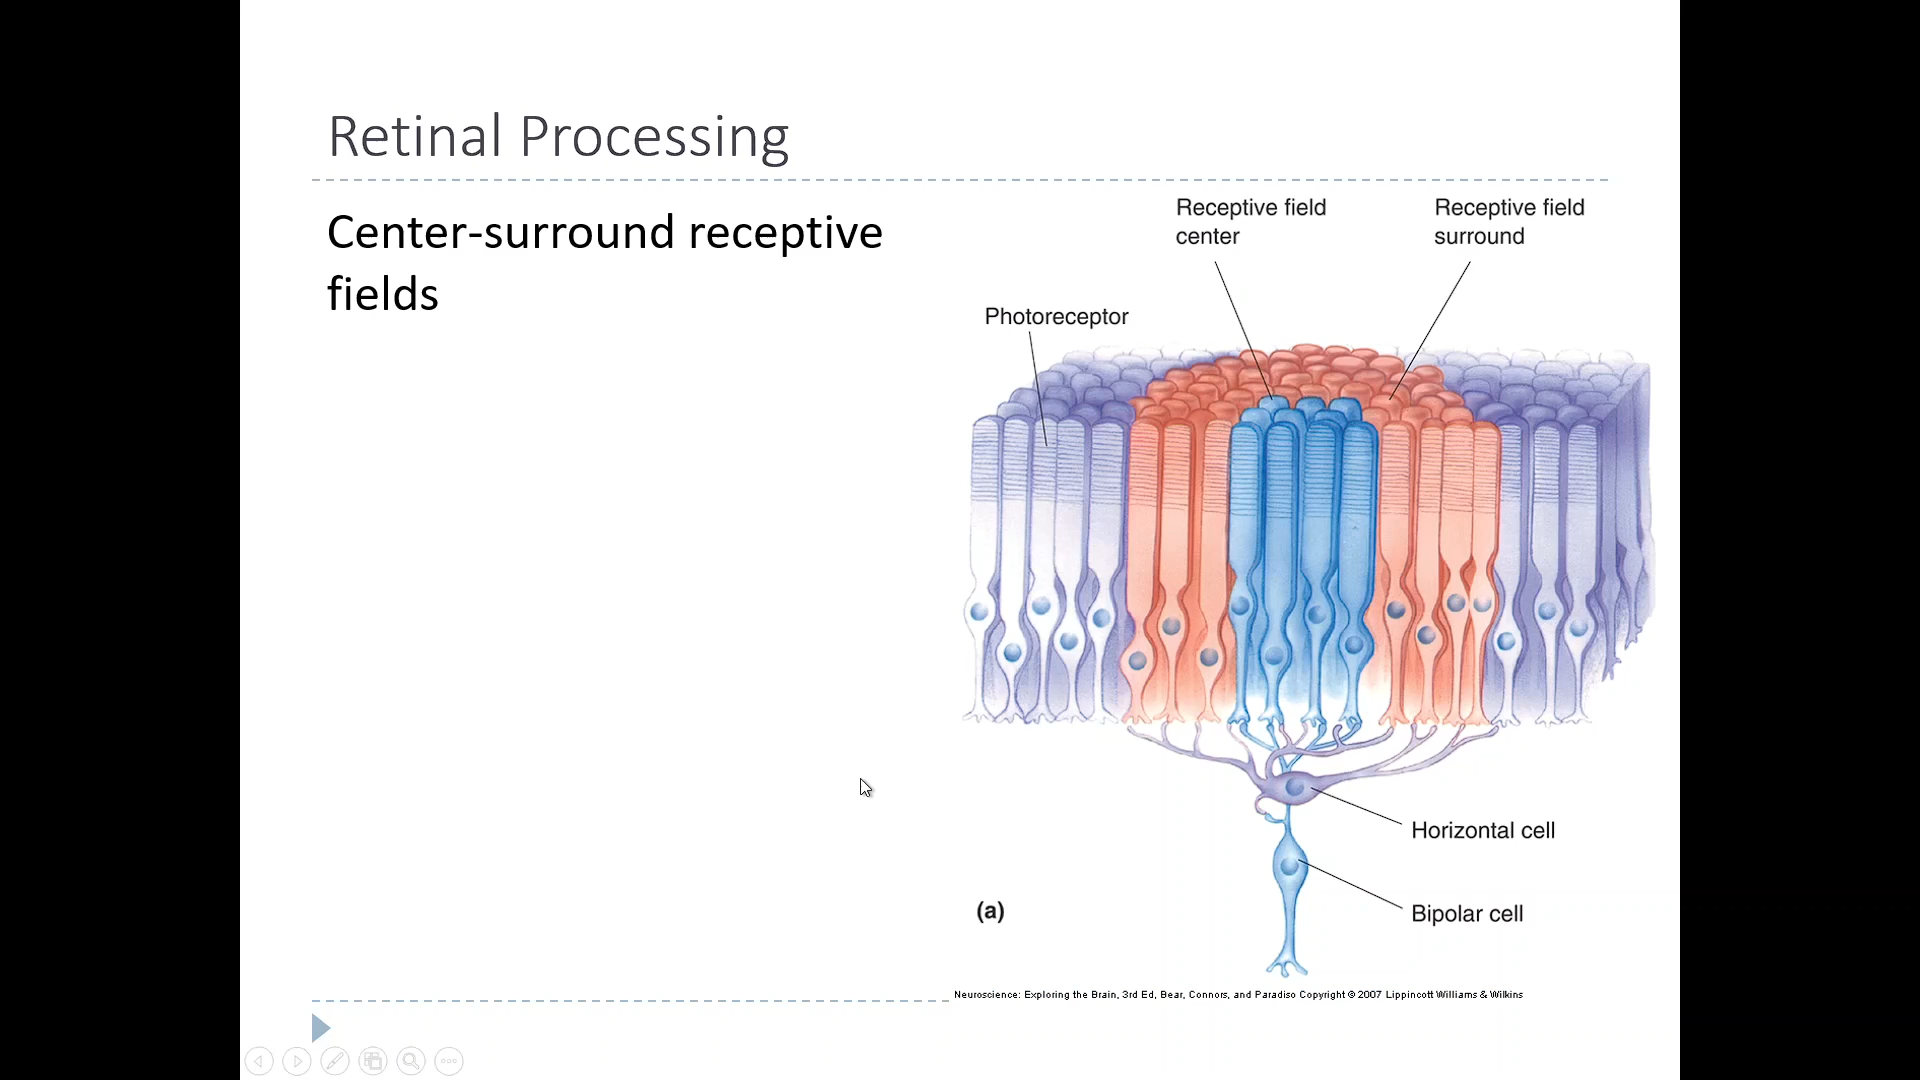 Retinal Processing
Center-surround receptive
fields
Receptive field
center
Receptive field
surround
Photoreceptor
Horizontal cell
Bipolar cell
(a)
Neuroscience: Exploring the Brain, 3rd Ed, Bear, Connors, and Paradiso Copyright © 2007 Lippincott Williams & Wilkins